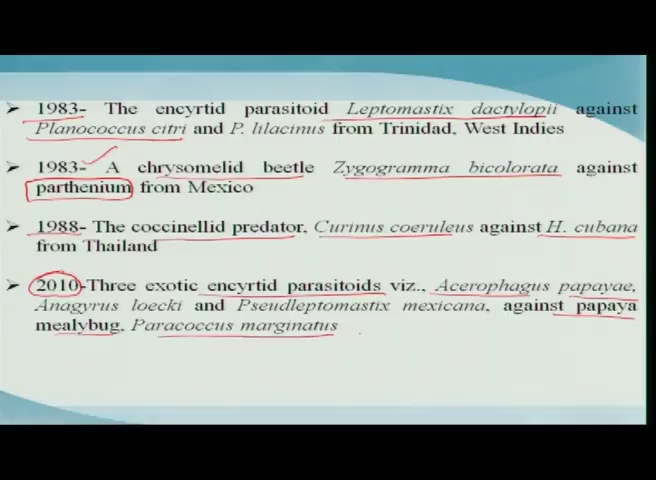 ➢ 1983- The encyrtid parasitoid Leptomastix dactylopii against
Planococcus citri and P. lilacinus from Trinidad, West Indies
➢ 1983- A chrysomelid beetle Zygogramma bicolorata against
parthenium from Mexico
➢ 1988- The coccinellid predator, Curinus coeruleus against H. cubana
from Thailand
➢ 2010-Three exotic encyrtid parasitoids viz., Acerophagus papayae,
Anagyrus loecki and Pseudleptomastix mexicana, against papaya
mealybug, Paracoccus marginatus